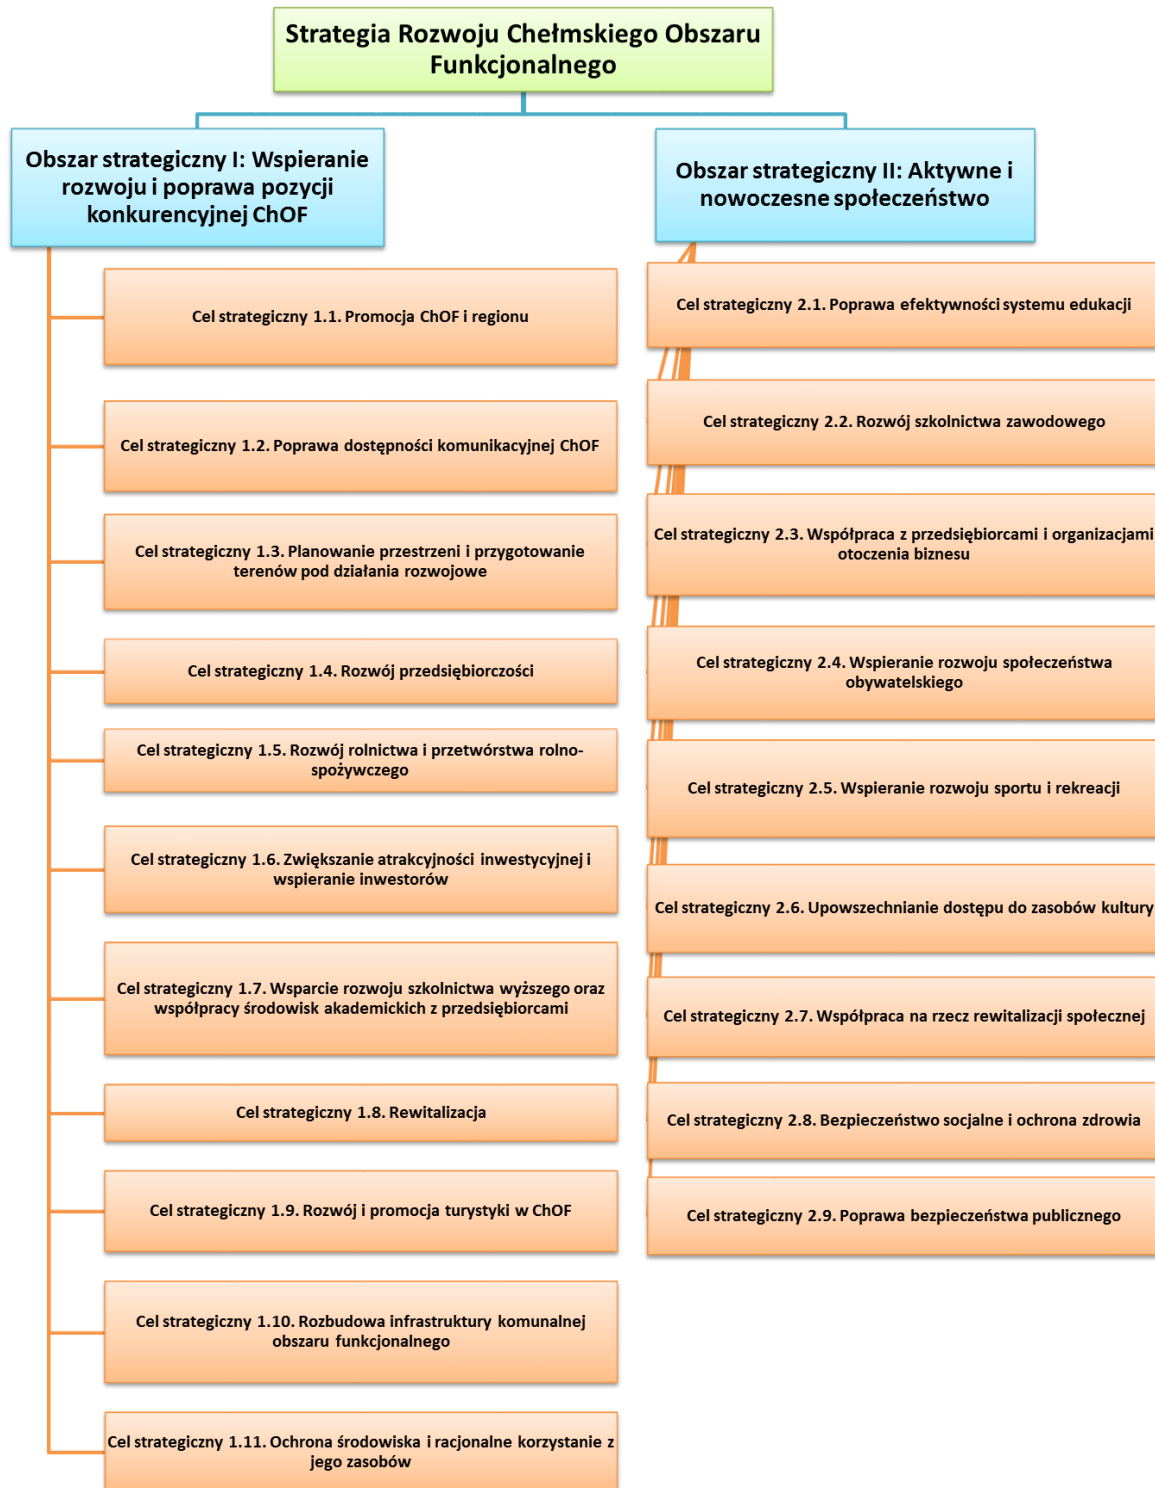 Strategia Rozwoju Chełmskiego Obszaru
Funkcjonalnego
Obszar strategiczny I: Wspieranie
rozwoju i poprawa pozycji
konkurencyjnej ChOF
Cel strategiczny 1.1. Promocja ChOF i regionu
Cel strategiczny 1.2. Poprawa dostępności komunikacyjnej ChOF
Cel strategiczny 1.3. Planowanie przestrzeni i przygotowanie
terenów pod działania rozwojowe
Cel strategiczny 1.4. Rozwój przedsiębiorczości
Cel strategiczny 1.5. Rozwój rolnictwa i przetwórstwa rolno-
spożywczego
Cel strategiczny 1.6. Zwiększanie atrakcyjności inwestycyjnej i
wspieranie inwestorów
Cel strategiczny 1.7. Wsparcie rozwoju szkolnictwa wyższego oraz
współpracy środowisk akademickich z przedsiębiorcami
Cel strategiczny 1.8. Rewitalizacja
Cel strategiczny 1.9. Rozwój i promocja turystyki w ChOF
Cel strategiczny 1.10. Rozbudowa infrastruktury komunalnej
obszaru funkcjonalnego
Cel strategiczny 1.11. Ochrona środowiska i racjonalne korzystanie z
jego zasobów
Obszar strategiczny II: Aktywne i
nowoczesne społeczeństwo
Cel strategiczny 2.1. Poprawa efektywności systemu edukacji
Cel strategiczny 2.2. Rozwój szkolnictwa zawodowego
Cel strategiczny 2.3. Współpraca z przedsiębiorcami i organizacjami
otoczenia biznesu
Cel strategiczny 2.4. Wspieranie rozwoju społeczeństwa
obywatelskiego
Cel strategiczny 2.5. Wspieranie rozwoju sportu i rekreacji
Cel strategiczny 2.6. Upowszechnianie dostępu do zasobów kultury
Cel strategiczny 2.7. Współpraca na rzecz rewitalizacji społecznej
Cel strategiczny 2.8. Bezpieczeństwo socjalne i ochrona zdrowia
Cel strategiczny 2.9. Poprawa bezpieczeństwa publicznego